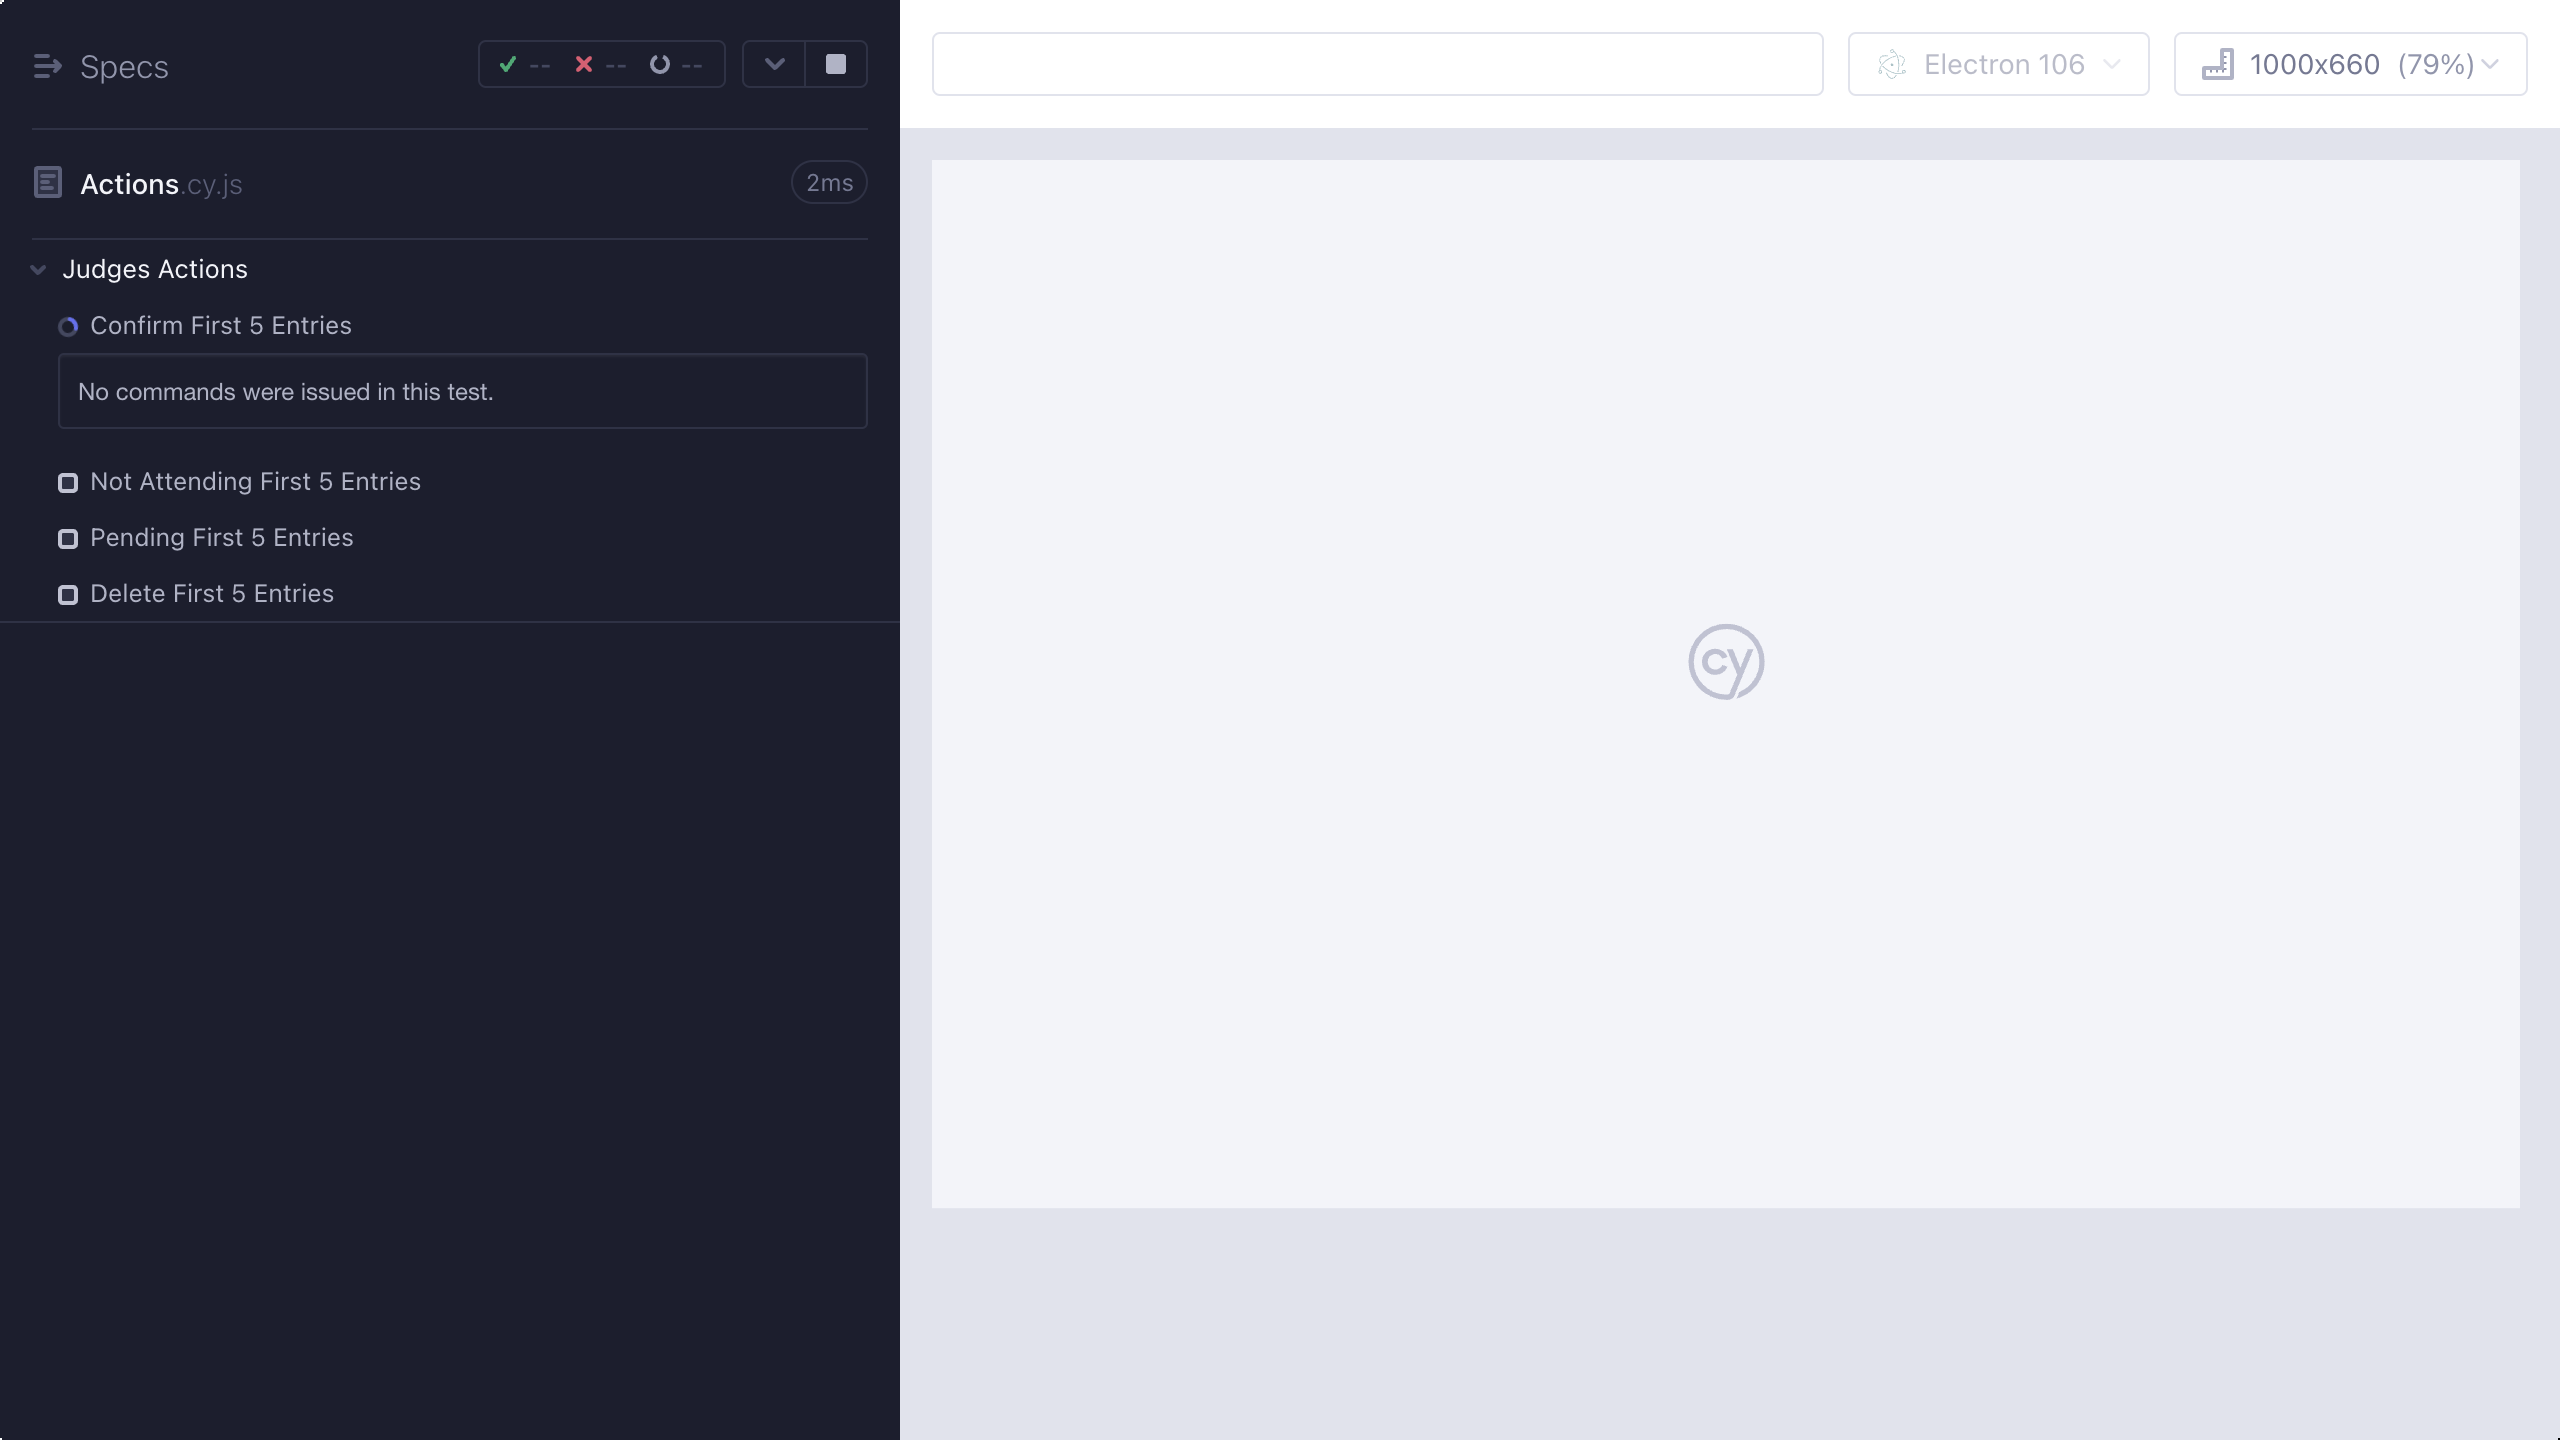 Specs
-- -- --
Electron 106
1000x660 (79%)
Actions.cy.js
2ms
Judges Actions
Confirm First 5 Entries
No commands were issued in this test.
Not Attending First 5 Entries
Pending First 5 Entries
Delete First 5 Entries
cy